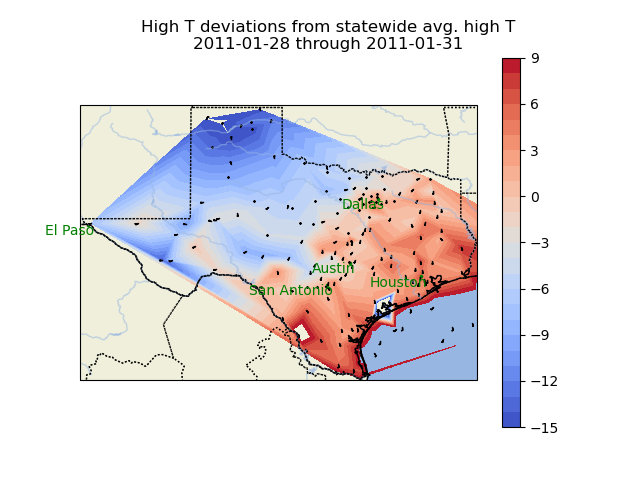 High T deviations from statewide avg. high T
2011-01-28 through 2011-01-31
9
6
3
0
−3
−6
−9
−12
−15
Dallas
El Paso
Austin
San Antonio
Houston